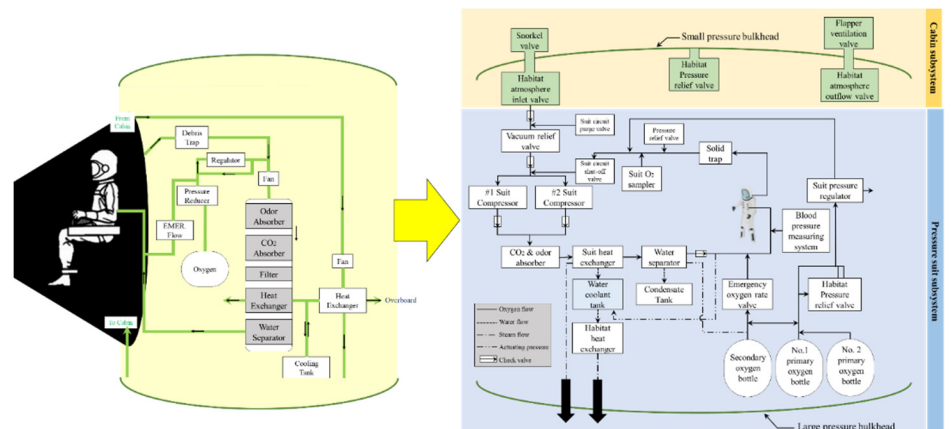 From
Cabin
Debris
Trap
Regulator
Fan
Pressure
Reducer
EMER.
Flow
Oxygen
Odor
Absorber
CO₂
Absorber
Filter
Heat
Exchanger
Water
Separator
Fan
Heat
Exchanger
Overboard
Cooling
Tank
To Cabin
Snorkel
valve
Habitat
atmosphere
inlet valve
Small pressure bulkhead
Habitat
Pressure
relief valve
Flapper
ventilation
valve
Habitat
atmosphere
outflow valve
Cabin subsystem
Suit circuit
purge valve
Vacuum relief
valve
Pressure
relief valve
Solid
trap
Suit circuit
shut-off
valve
Suit O₂
sampler
#1 Suit
Compressor
#2 Suit
Compressor
Suit pressure
regulator
Blood
pressure
measuring
system
CO₂ & odor
absorber
Suit heat
exchanger
Water
separator
Water
coolant
tank
Condensate
Tank
Emergency
oxygen rate
valve
Habitat
Pressure
relief valve
Habitat
heat
exchanger
Oxygen flow
Water flow
Steam flow
Actuating pressure
Check valve
Secondary
oxygen
bottle
No.1
primary
oxygen
bottle
No. 2
primary
oxygen
bottle
Large pressure bulkhead
Pressure suit subsystem